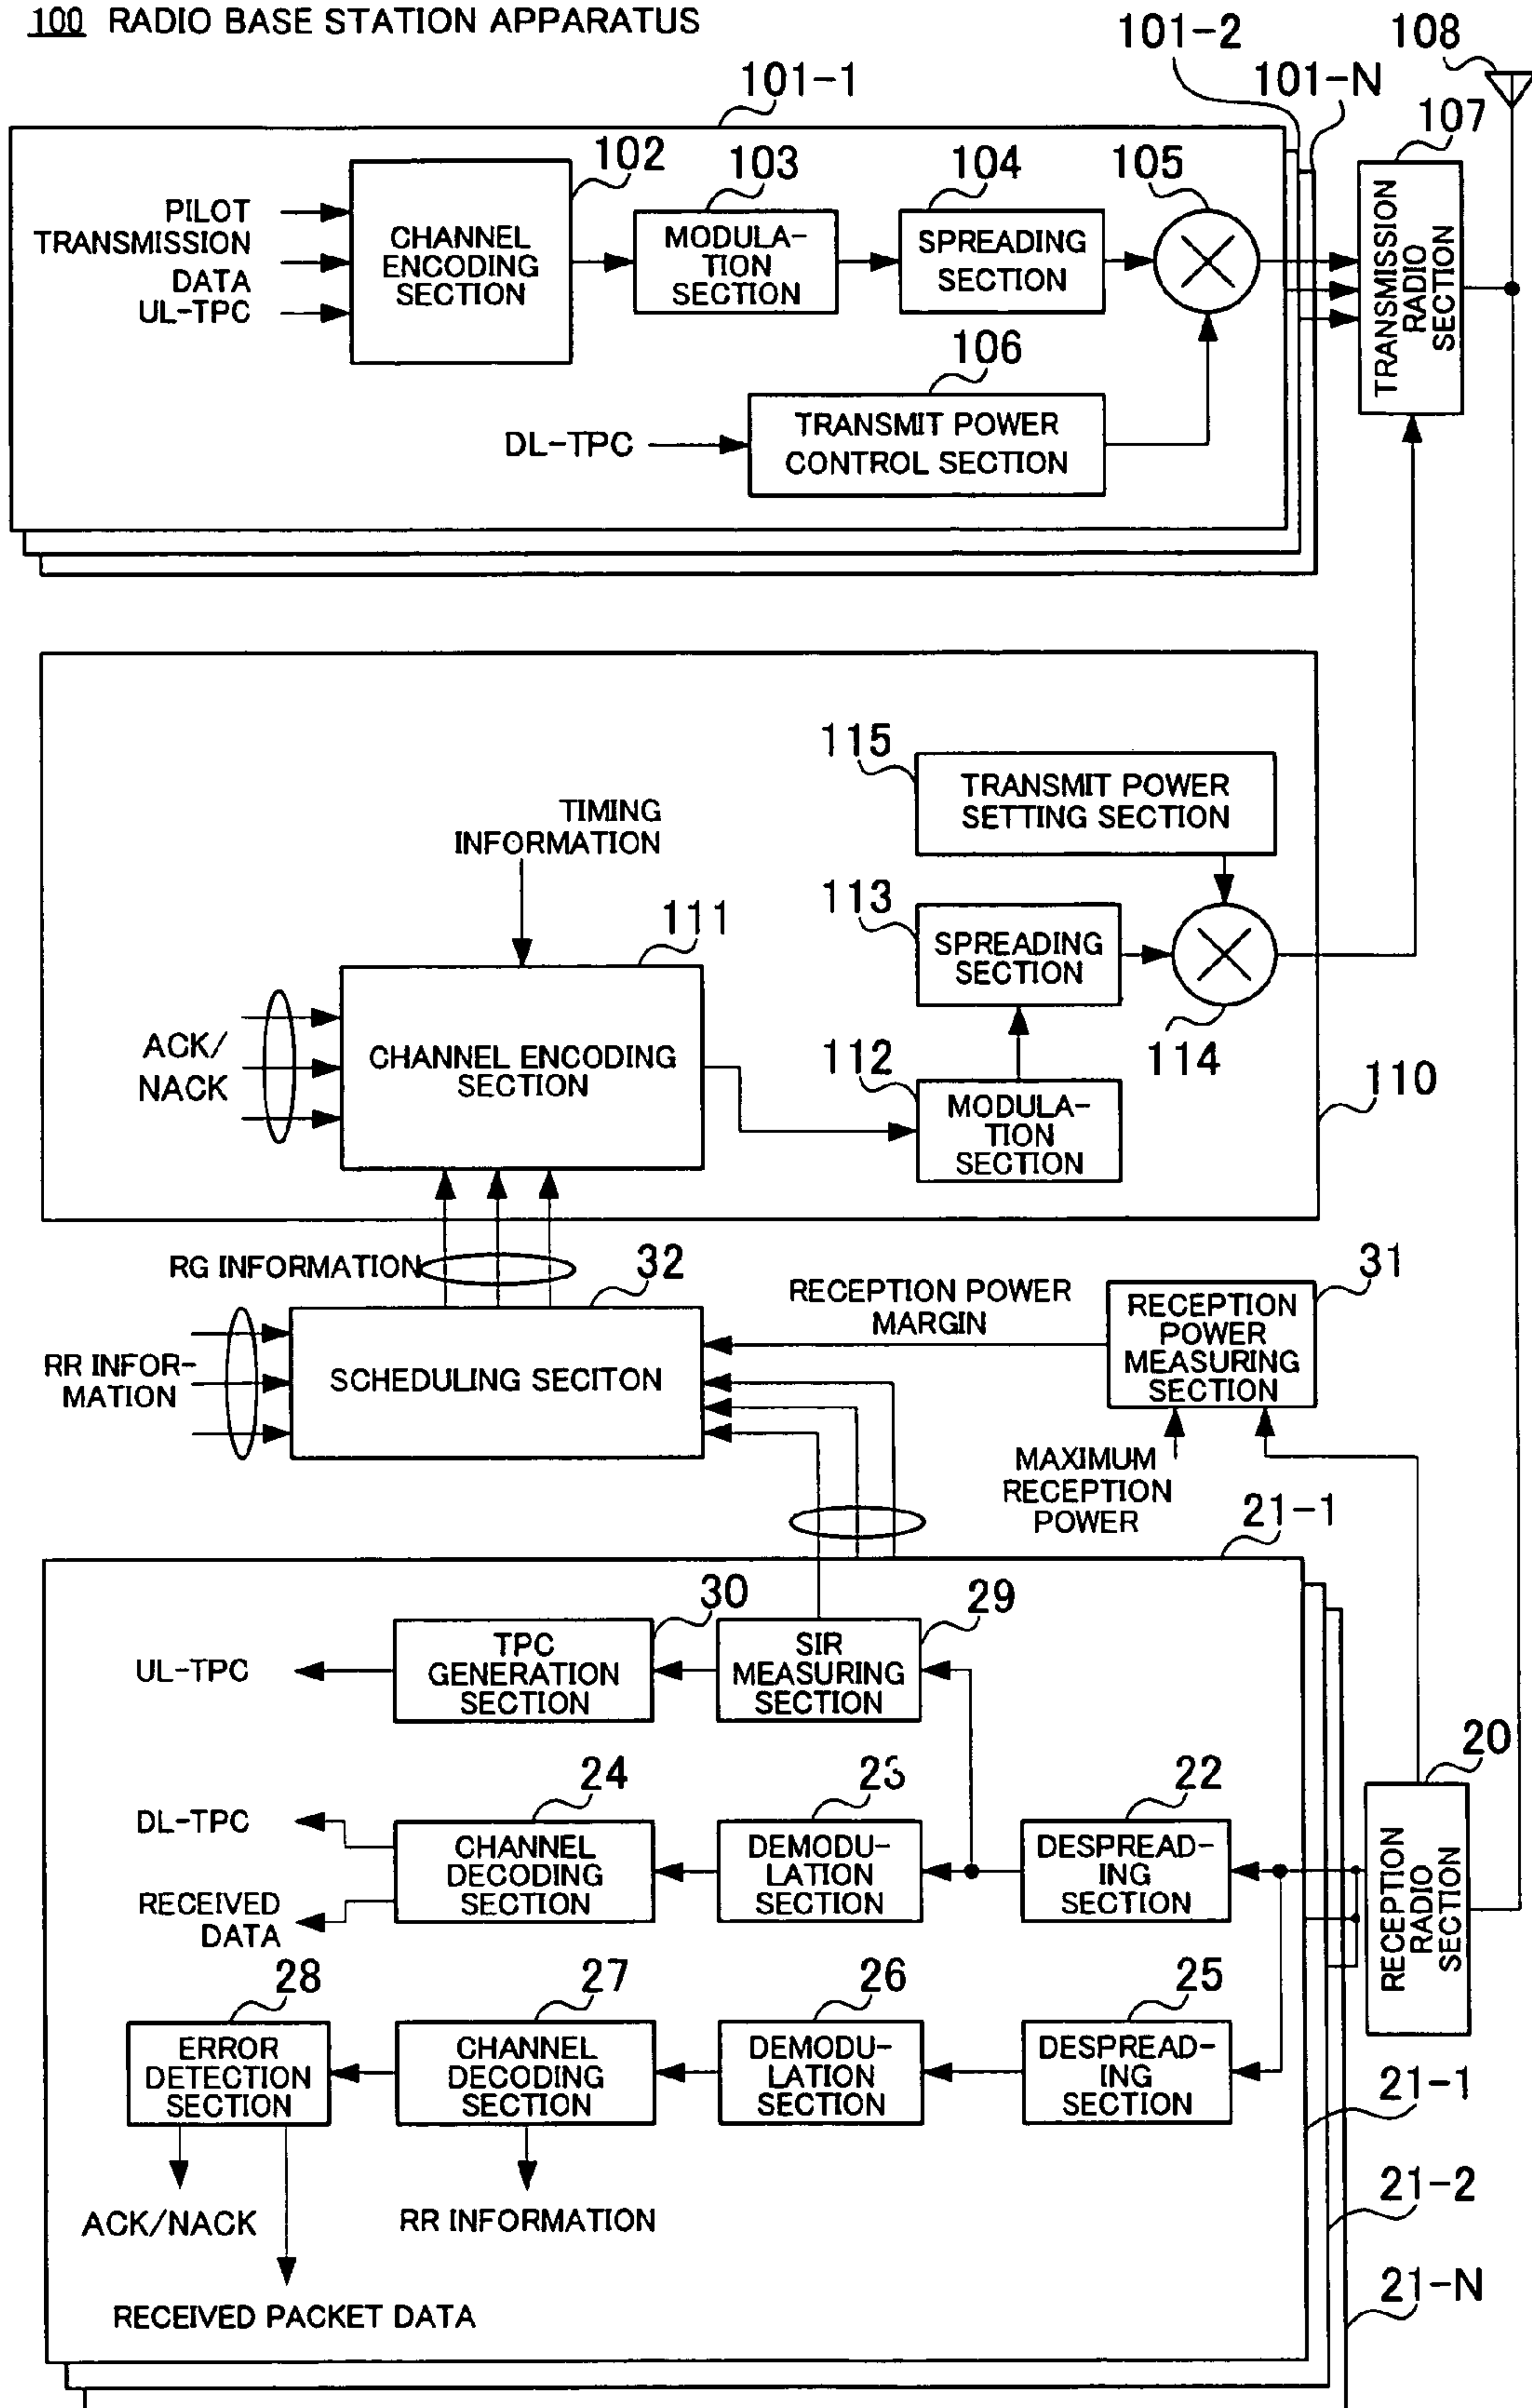 100 RADIO BASE STATION APPARATUS
101-1
101-2
101-N
108
107
102
103
104
105
PILOT
TRANSMISSION
DATA
UL-TPC
CHANNEL
ENCODING
SECTION
MODULA-
TION
SECTION
SPREADING
SECTION
TRANSMISSION
RADIO
SECTION
106
DL-TPC
TRANSMIT POWER
CONTROL SECTION
115
TRANSMIT POWER
SETTING SECTION
TIMING
INFORMATION
111
113
SPREADING
SECTION
ACK/
NACK
CHANNEL ENCODING
SECTION
114
112
MODULA-
TION
SECTION
110
RG INFORMATION
32
RECEPTION POWER
MARGIN
31
RECEPTION
POWER
MEASURING
SECTION
RR INFOR-
MATION
SCHEDULING SECITON
MAXIMUM
RECEPTION
POWER
21-1
30
29
UL-TPC
TPC
GENERATION
SECTION
SIR
MEASURING
SECTION
20
24
23
22
DL-TPC
RECEIVED
DATA
CHANNEL
DECODING
SECTION
DEMODU-
LATION
SECTION
DESPREAD-
ING
SECTION
RECEPTION
RADIO
SECTION
28
27
26
25
ERROR
DETECTION
SECTION
CHANNEL
DECODING
SECTION
DEMODU-
LATION
SECTION
DESPREAD-
ING
SECTION
21-1
ACK/NACK
RR INFORMATION
21-2
RECEIVED PACKET DATA
21-N